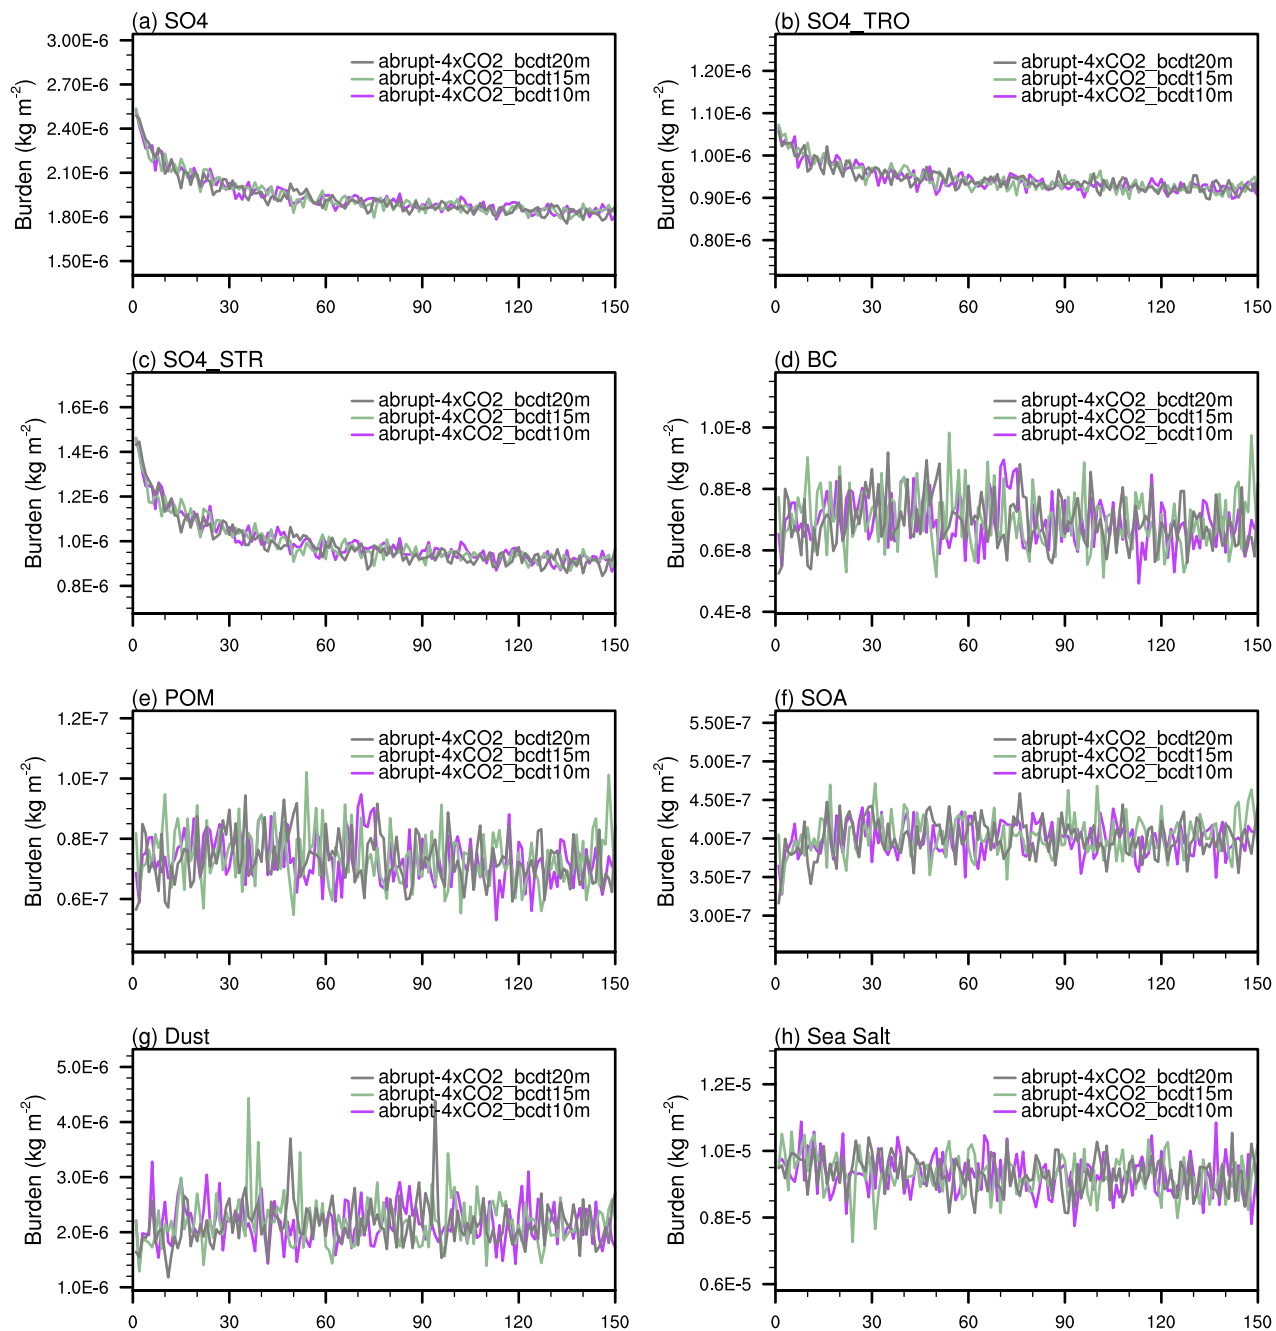 (a) SO4
3.00E-6
2.70E-6
2.40E-6
2.10E-6
1.80E-6
1.50E-6
Burden (kg m-2)
abrupt-4xCO2_bcdt20m
abrupt-4xCO2_bcdt15m
abrupt-4xCO2_bcdt10m
0 30 60 90 120 150
(b) SO4_TRO
1.20E-6
1.10E-6
1.00E-6
0.90E-6
0.80E-6
Burden (kg m-2)
abrupt-4xCO2_bcdt20m
abrupt-4xCO2_bcdt15m
abrupt-4xCO2_bcdt10m
0 30 60 90 120 150
(c) SO4_STR
1.6E-6
1.4E-6
1.2E-6
1.0E-6
0.8E-6
Burden (kg m-2)
abrupt-4xCO2_bcdt20m
abrupt-4xCO2_bcdt15m
abrupt-4xCO2_bcdt10m
0 30 60 90 120 150
(d) BC
1.0E-8
0.8E-8
0.6E-8
0.4E-8
Burden (kg m-2)
abrupt-4xCO2_bcdt20m
abrupt-4xCO2_bcdt15m
abrupt-4xCO2_bcdt10m
0 30 60 90 120 150
(e) POM
1.2E-7
1.0E-7
0.8E-7
0.6E-7
Burden (kg m-2)
abrupt-4xCO2_bcdt20m
abrupt-4xCO2_bcdt15m
abrupt-4xCO2_bcdt10m
0 30 60 90 120 150
(f) SOA
5.50E-7
5.00E-7
4.50E-7
4.00E-7
3.50E-7
3.00E-7
Burden (kg m-2)
abrupt-4xCO2_bcdt20m
abrupt-4xCO2_bcdt15m
abrupt-4xCO2_bcdt10m
0 30 60 90 120 150
(g) Dust
5.0E-6
4.0E-6
3.0E-6
2.0E-6
1.0E-6
Burden (kg m-2)
abrupt-4xCO2_bcdt20m
abrupt-4xCO2_bcdt15m
abrupt-4xCO2_bcdt10m
0 30 60 90 120 150
(h) Sea Salt
1.2E-5
1.0E-5
0.8E-5
0.6E-5
Burden (kg m-2)
abrupt-4xCO2_bcdt20m
abrupt-4xCO2_bcdt15m
abrupt-4xCO2_bcdt10m
0 30 60 90 120 150